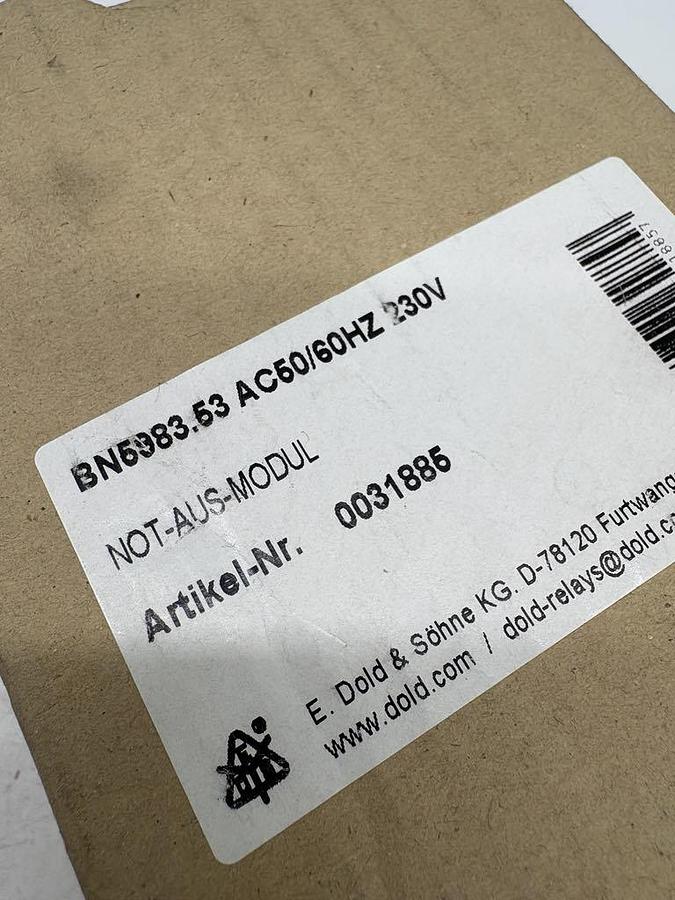 BN5983.53 AC50/60HZ 230V
NOT-AUS-MODUL
Artikel-Nr. 0031885
E. Dold & Söhne KG. D-78120 Furtwang
www.dold.com / dold-relays@dold.c